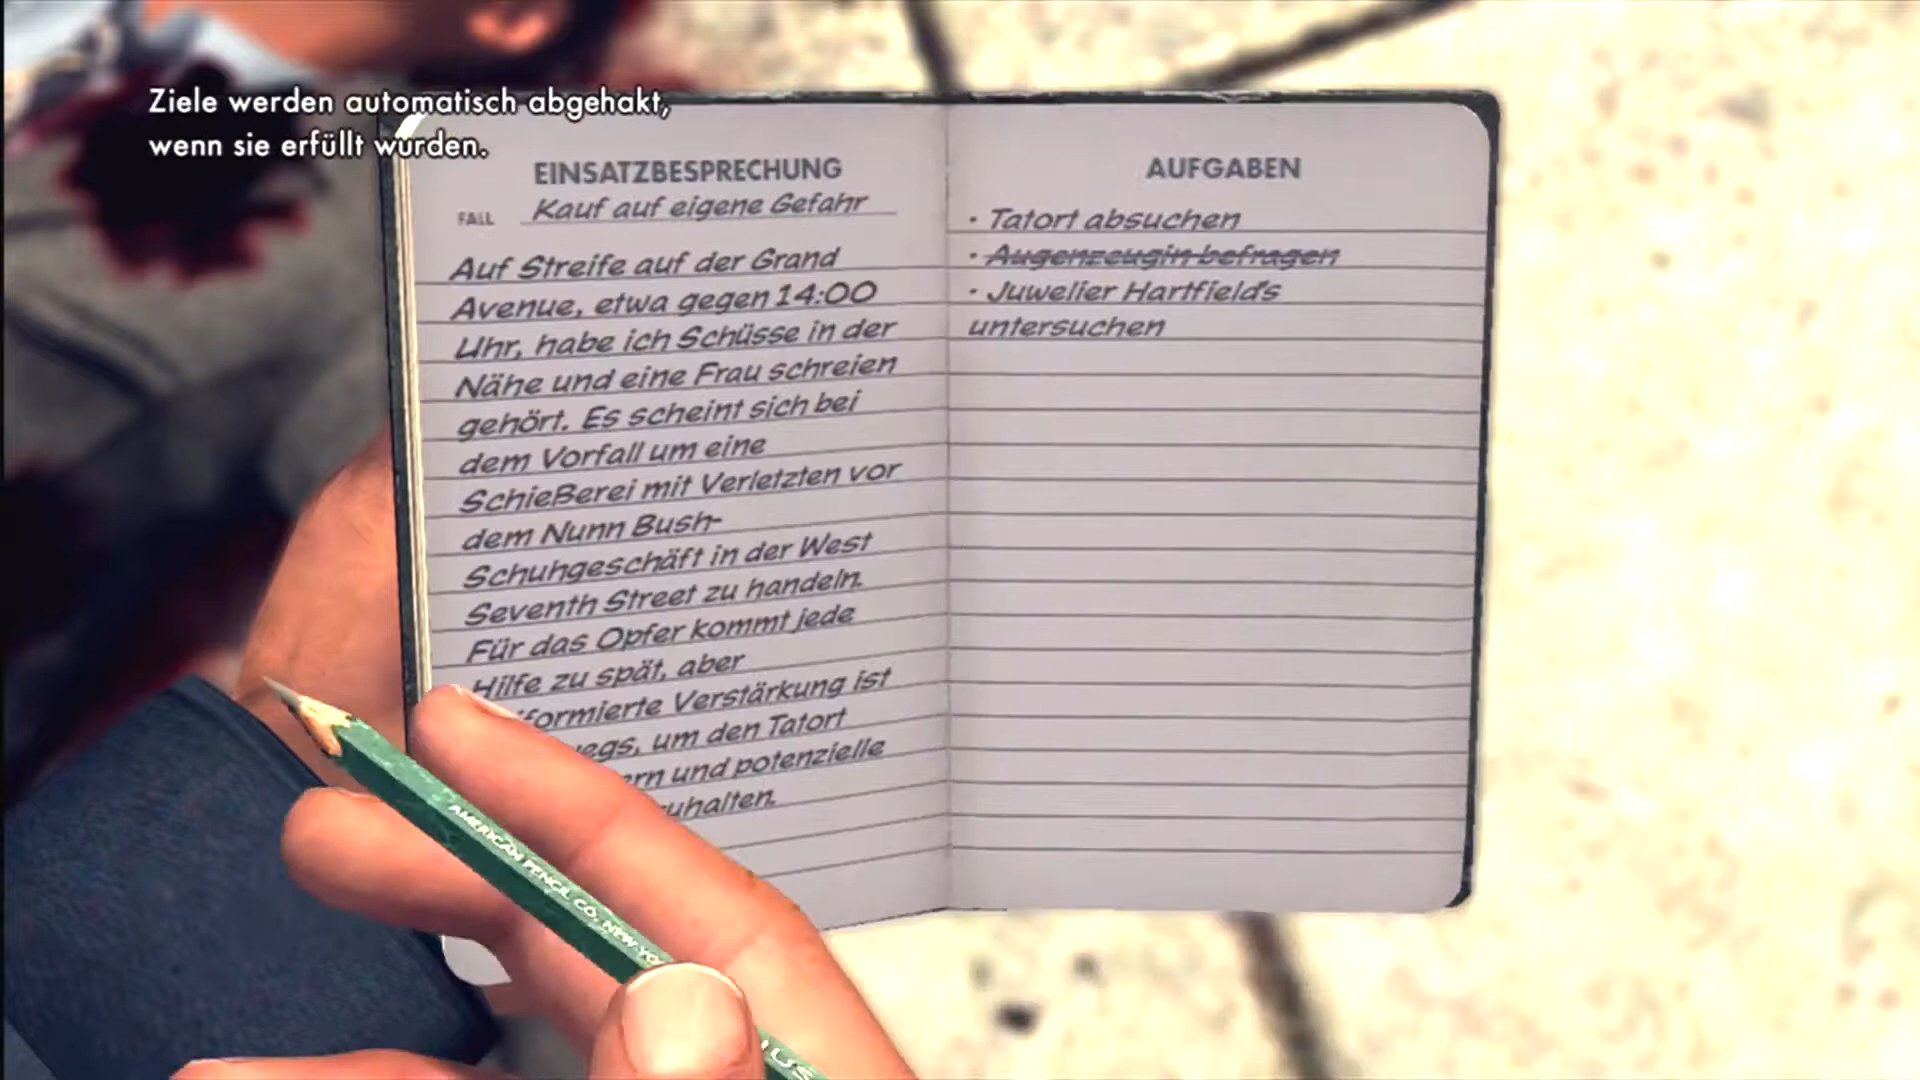 Ziele werden automatisch abgehakt,
wenn sie erfüllt wurden.
EINSATZBESPRECHUNG
FALL Kauf auf eigene Gefahr
Auf Streife auf der Grand
Avenue, etwa gegen 14:00
Uhr, habe ich Schüsse in der
Nähe und eine Frau schreien
gehört. Es scheint sich bei
dem Vorfall um eine
Schießerei mit Verletzten vor
dem Nunn Bush-
Schuhgeschäft in der West
Seventh Street zu handeln.
Für das Opfer kommt jede
Hilfe zu spät, aber
formierte Verstärkung ist
egs, um den Tatort
ern und potenzielle
uhalten.
AUFGABEN
• Tatort absuchen
• Augenzeugin befragen
• Juwelier Hartfield's
untersuchen
AMERICAN PENCIL CO. NEW YO